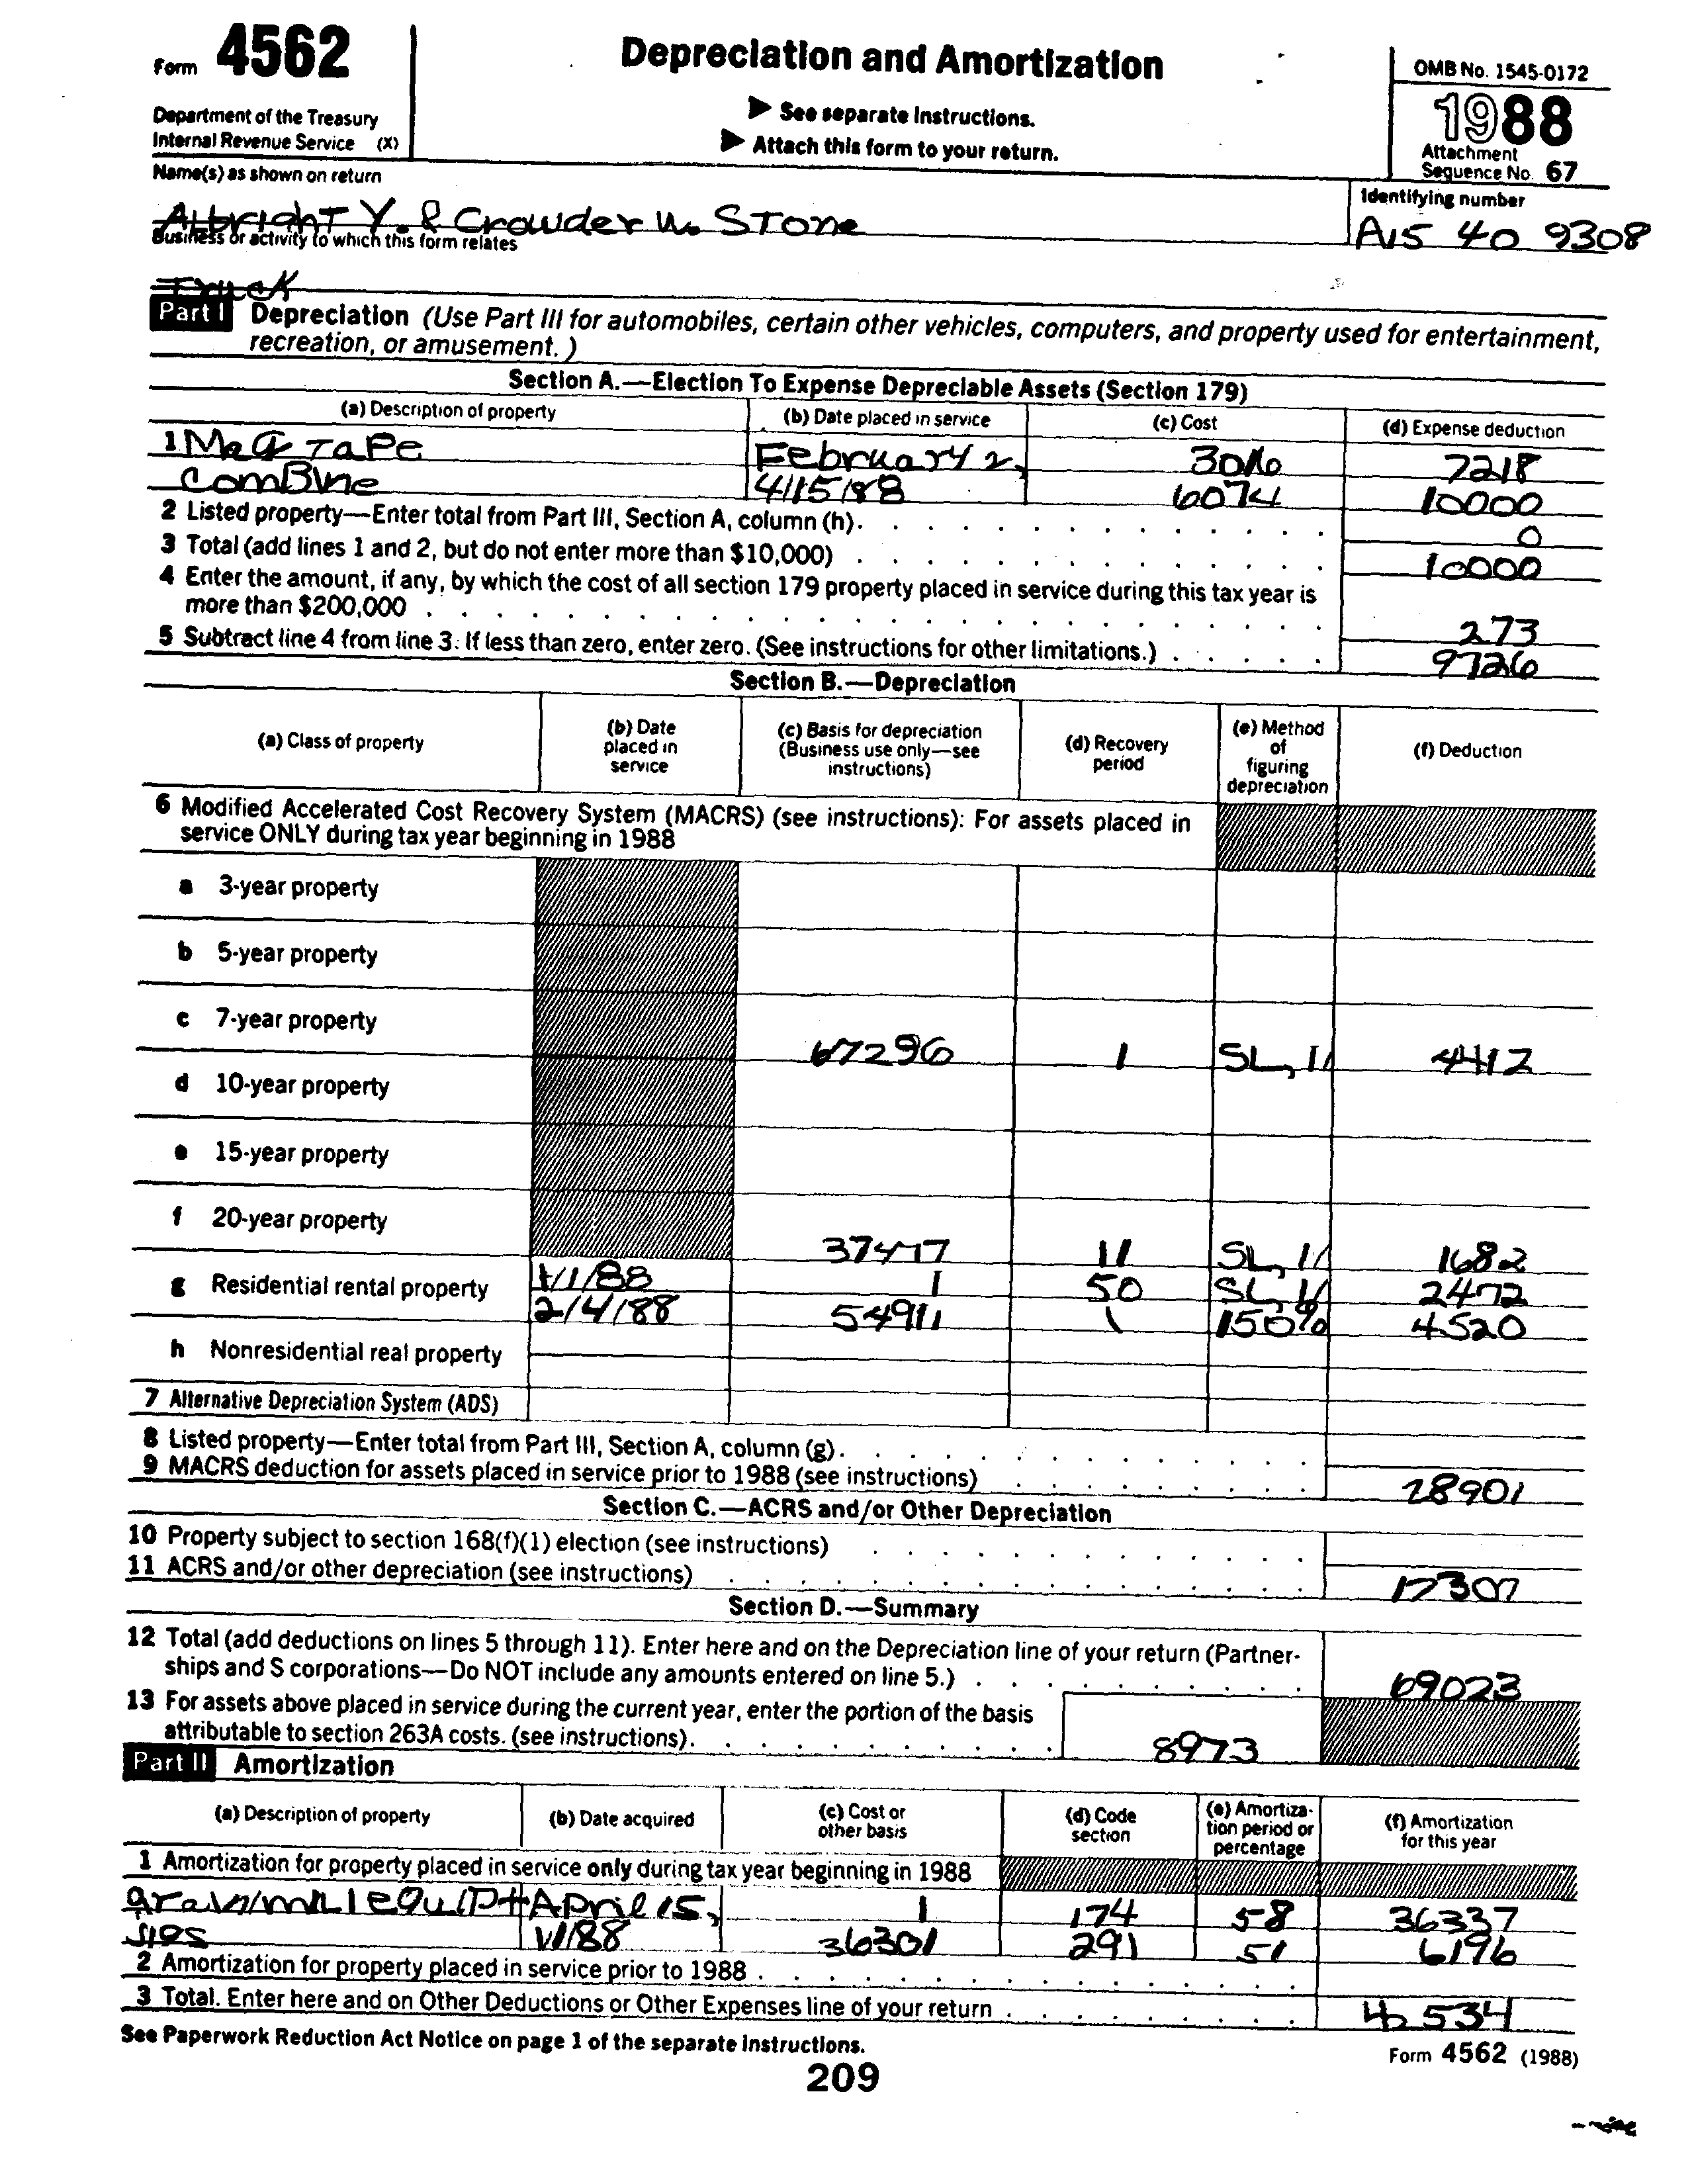 Form 4562
Department of the Treasury
Internal Revenue Service (X)
Depreciation and Amortization
▶ See separate Instructions.
▶ Attach this form to your return.
OMB No. 1545-0172
1988
Attachment
Sequence No. 67
Name(s) as shown on return
Albright Y. & Crowder W. Stone
Identifying number
40 9308
Business or activity to which this form relates
Truck
Part I Depreciation (Use Part III for automobiles, certain other vehicles, computers, and property used for entertainment,
recreation, or amusement.)
Section A.—Election To Expense Depreciable Assets (Section 179)
(a) Description of property (b) Date placed in service (c) Cost (d) Expense deduction
1 Mag Tape February 2, 7218
ComBine 4/15/88 6074 10000
2 Listed property—Enter total from Part III, Section A, column (h). 0
3 Total (add lines 1 and 2, but do not enter more than $10,000) 10000
4 Enter the amount, if any, by which the cost of all section 179 property placed in service during this tax year is
more than $200,000 273
5 Subtract line 4 from line 3. If less than zero, enter zero. (See instructions for other limitations.) 9726
Section B.—Depreciation
(a) Class of property
(b) Date
placed in
service
(c) Basis for depreciation
(Business use only—see
instructions)
(d) Recovery
period
(e) Method
of
figuring
depreciation
(f) Deduction
6 Modified Accelerated Cost Recovery System (MACRS) (see instructions): For assets placed in
service ONLY during tax year beginning in 1988
a 3-year property
b 5-year property
c 7-year property
67296 1 SL, 11 4412
d 10-year property
e 15-year property
f 20-year property
37477 11 SL, 11 1682
g Residential rental property 1/1/88 1 50 SL, 2472
2/4/88 54911 1 150% 4520
h Nonresidential real property
7 Alternative Depreciation System (ADS)
8 Listed property—Enter total from Part III, Section A, column (g).
9 MACRS deduction for assets placed in service prior to 1988 (see instructions) 28901
Section C.—ACRS and/or Other Depreciation
10 Property subject to section 168(f)(1) election (see instructions)
11 ACRS and/or other depreciation (see instructions) 17307
Section D.—Summary
12 Total (add deductions on lines 5 through 11). Enter here and on the Depreciation line of your return (Partner-
ships and S corporations—Do NOT include any amounts entered on line 5.) 69023
13 For assets above placed in service during the current year, enter the portion of the basis
attributable to section 263A costs. (see instructions). 8973
Part II Amortization
(a) Description of property (b) Date acquired
(c) Cost or
other basis
(d) Code
section
(e) Amortiza-
tion period or
percentage
(f) Amortization
for this year
1 Amortization for property placed in service only during tax year beginning in 1988
April 15, 1 174 58 36337
1/1/88 36301 291 51 6196
2 Amortization for property placed in service prior to 1988
3 Total. Enter here and on Other Deductions or Other Expenses line of your return 42534
See Paperwork Reduction Act Notice on page 1 of the separate Instructions.
Form 4562 (1988)
209